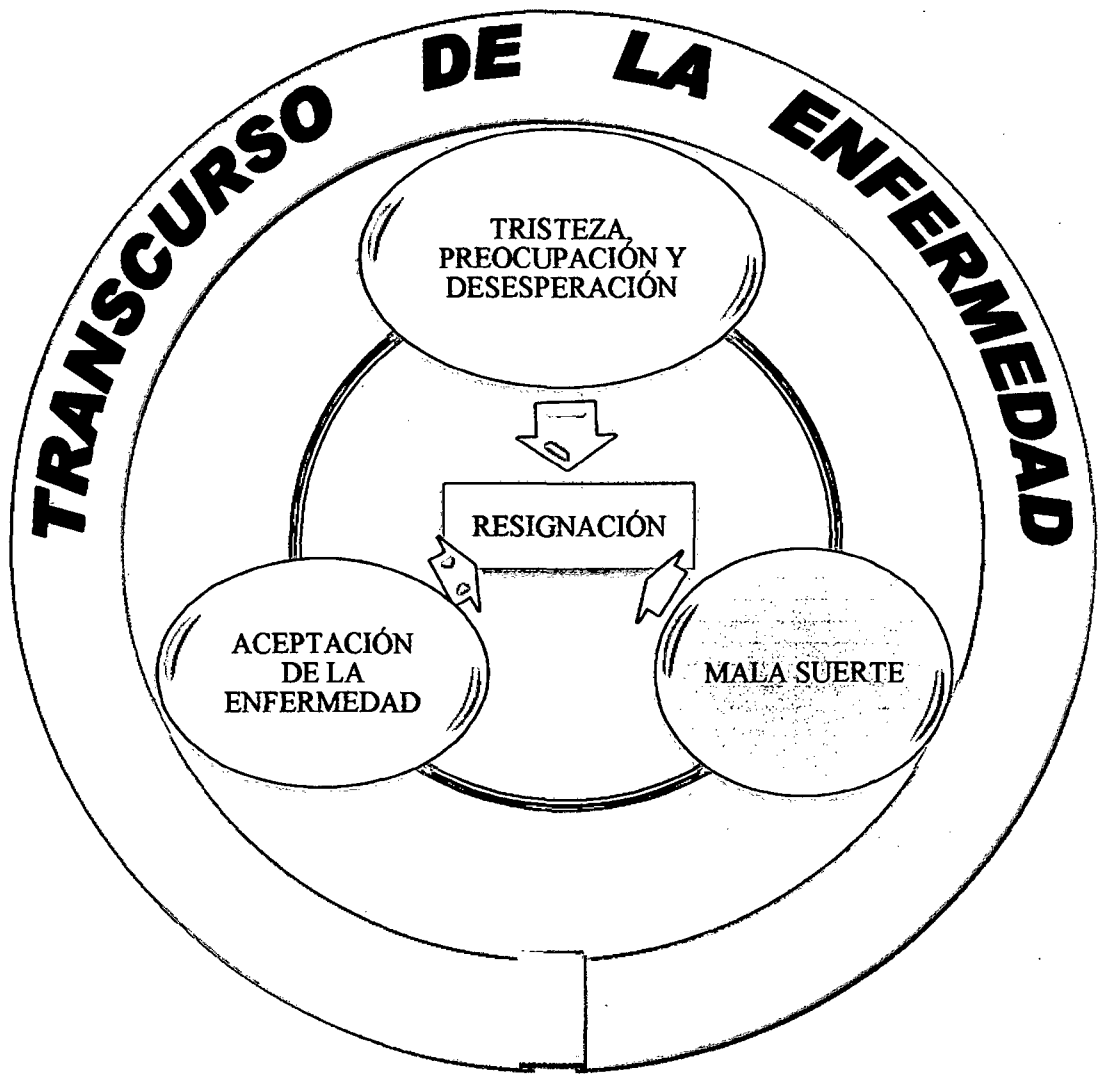 TRANSCURSO DE LA ENFERMEDAD
TRISTEZA,
PREOCUPACIÓN Y
DESESPERACIÓN
RESIGNACIÓN
ACEPTACIÓN
DE LA
ENFERMEDAD
MALA SUERTE